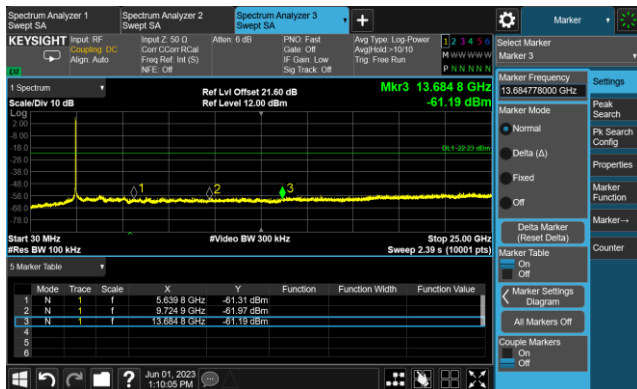 Spectrum Analyzer 1
Swept SA
Spectrum Analyzer 2
Swept SA
Spectrum Analyzer 3
Swept SA
Marker
KEYSIGHT
Input: RF
Coupling: DC
Align: Auto
Input Z: 50 Ω
Corr CCorr RCal
Freq Ref: Int (S)
NFE: Off
Atten: 6 dB
PNO: Fast
Gate: Off
IF Gain: Low
Sig Track: Off
Avg Type: Log-Power
Avg|Hold:>10/10
Trig: Free Run
1 2 3 4 5 6
M W W W W W
P N N N N N
LXI
Select Marker
Marker 3
1 Spectrum
Scale/Div 10 dB
Ref Lvl Offset 21.60 dB
Ref Level 12.00 dBm
Mkr3 13.684 8 GHz
-61.19 dBm
Log
2.00
-8.00
-18.0
-28.0
-38.0
-48.0
-58.0
-68.0
-78.0
DL1 -22.23 dBm
1
2
3
Start 30 MHz
#Res BW 100 kHz
#Video BW 300 kHz
Stop 25.00 GHz
Sweep 2.39 s (10001 pts)
5 Marker Table
Mode Trace Scale X Y Function Function Width Function Value
1 N 1 f 5.639 8 GHz -61.31 dBm
2 N 1 f 9.724 9 GHz -61.97 dBm
3 N 1 f 13.684 8 GHz -61.19 dBm
4
5
6
Marker Frequency
13.684778000 GHz
Marker Mode
Normal
Delta (Δ)
Fixed
Off
Delta Marker
(Reset Delta)
Marker Table
On
Off
Marker Settings
Diagram
All Markers Off
Couple Markers
On
Off
Settings
Peak
Search
Pk Search
Config
Properties
Marker
Function
Marker→
Counter
?
Jun 01, 2023
1:10:05 PM